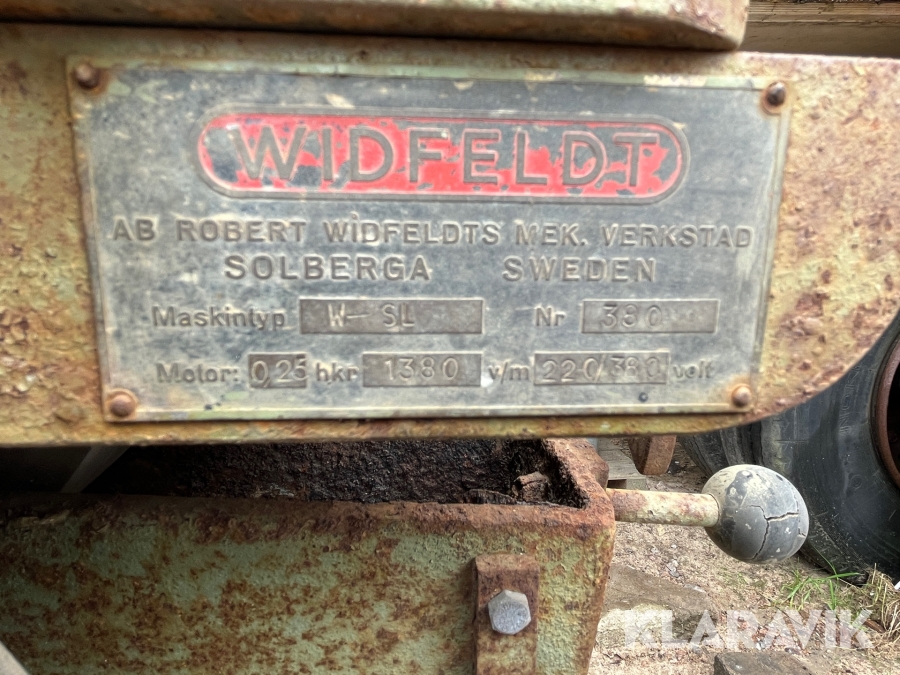 WIDFELDT
AB ROBERT WIDFELDTS MEK. VERKSTAD
SOLBERGA SWEDEN
Maskintyp W-SL Nr 380
Motor: 0,25 hkr 1380 v/m 220/380 volt
KLARAVIK